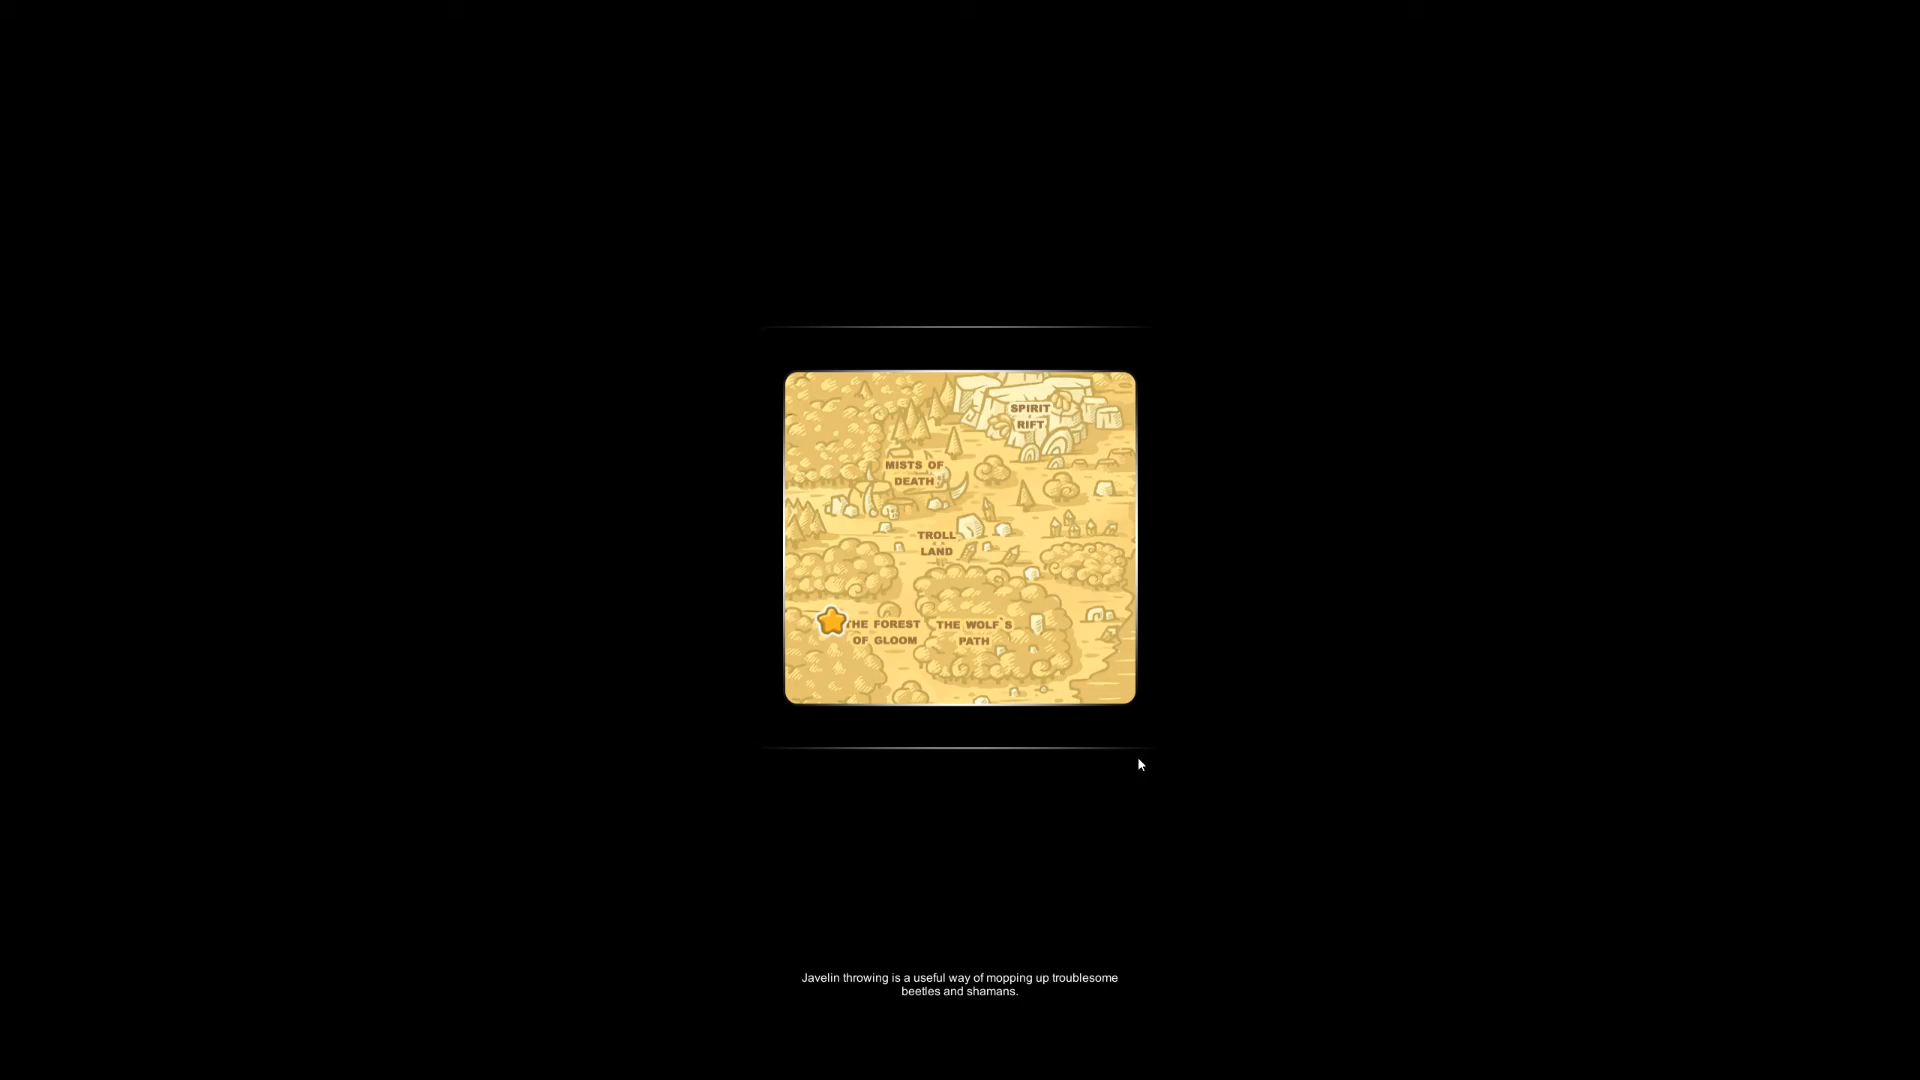 SPIRIT
RIFT
MISTS OF
DEATH
TROLL
LAND
THE FOREST
OF GLOOM
THE WOLF`S
PATH
Javelin throwing is a useful way of mopping up troublesome
beetles and shamans.